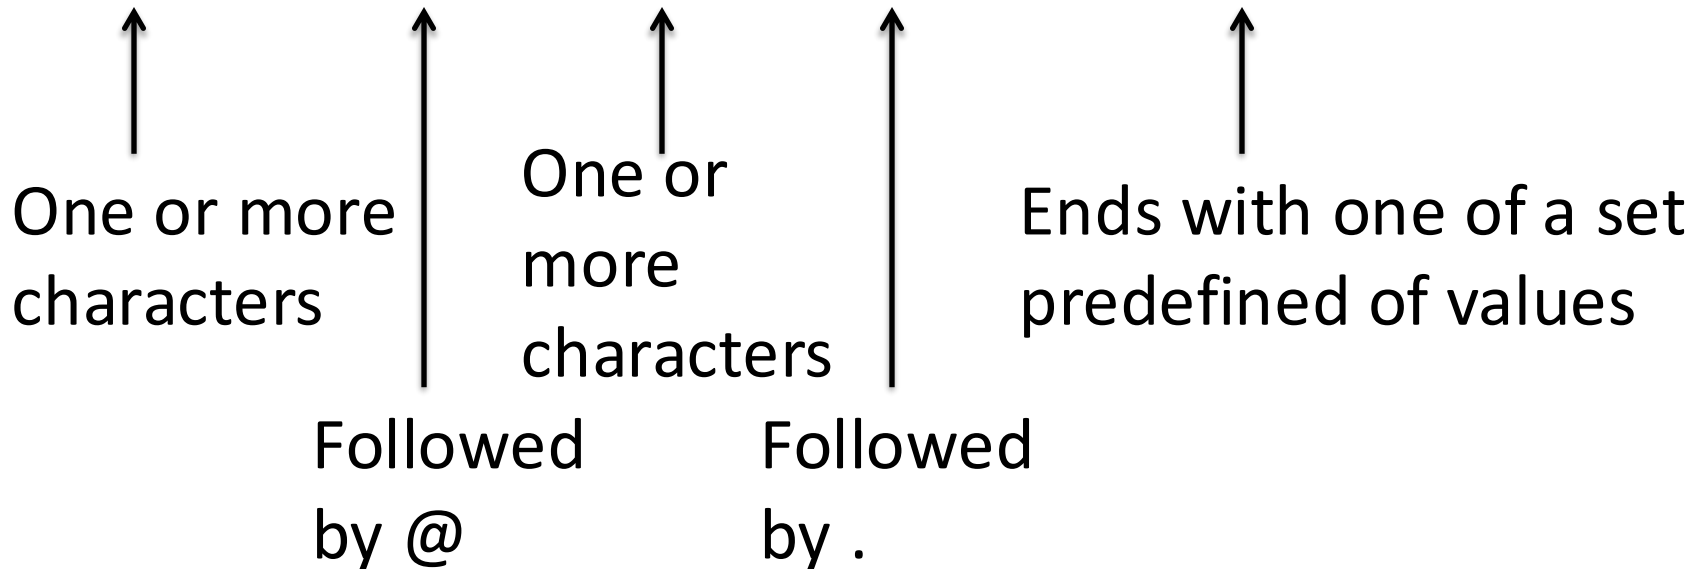 One or more
characters
Followed
by @
One or
more
characters
Followed
by .
Ends with one of a set
predefined of values